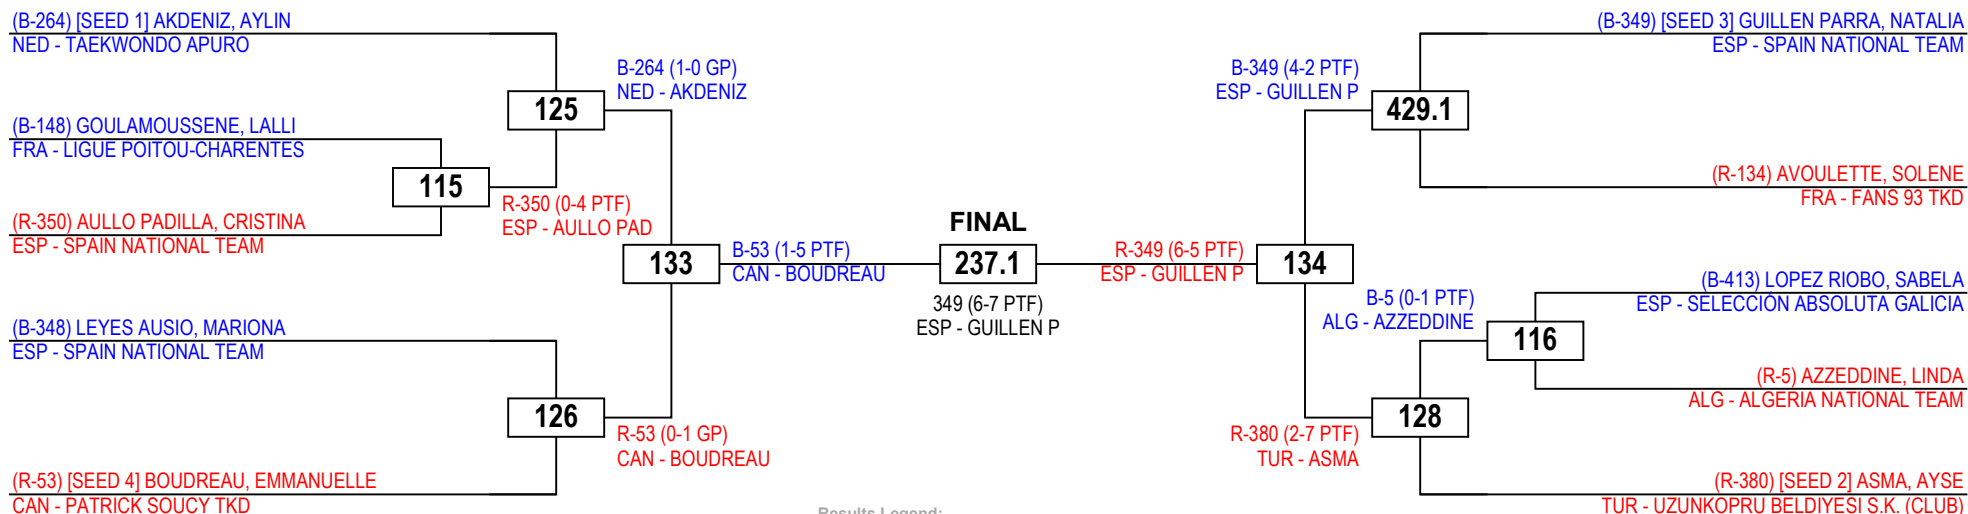 (B-264) [SEED 1] AKDENIZ, AYLIN
NED - TAEKWONDO APURO
(B-148) GOULAMOUSSENE, LALLI
FRA - LIGUE POITOU-CHARENTES
(R-350) AULLO PADILLA, CRISTINA
ESP - SPAIN NATIONAL TEAM
(B-348) LEYES AUSIO, MARIONA
ESP - SPAIN NATIONAL TEAM
(R-53) [SEED 4] BOUDREAU, EMMANUELLE
CAN - PATRICK SOUCY TKD
115
R-350 (0-4 PTF)
ESP - AULLO PAD
125
B-264 (1-0 GP)
NED - AKDENIZ
126
R-53 (0-1 GP)
CAN - BOUDREAU
133
B-53 (1-5 PTF)
CAN - BOUDREAU
FINAL
237.1
349 (6-7 PTF)
ESP - GUILLEN P
R-349 (6-5 PTF)
ESP - GUILLEN P
134
B-349 (4-2 PTF)
ESP - GUILLEN P
429.1
R-380 (2-7 PTF)
TUR - ASMA
128
B-5 (0-1 PTF)
ALG - AZZEDDINE
116
(B-349) [SEED 3] GUILLEN PARRA, NATALIA
ESP - SPAIN NATIONAL TEAM
(R-134) AVOULETTE, SOLÈNE
FRA - FANS 93 TKD
(B-413) LOPEZ RIOBO, SABELA
ESP - SELECCIÓN ABSOLUTA GALICIA
(R-5) AZZEDDINE, LINDA
ALG - ALGERIA NATIONAL TEAM
(R-380) [SEED 2] ASMA, AYSE
TUR - UZUNKOPRU BELDIYESI S.K. (CLUB)
Results Legend: